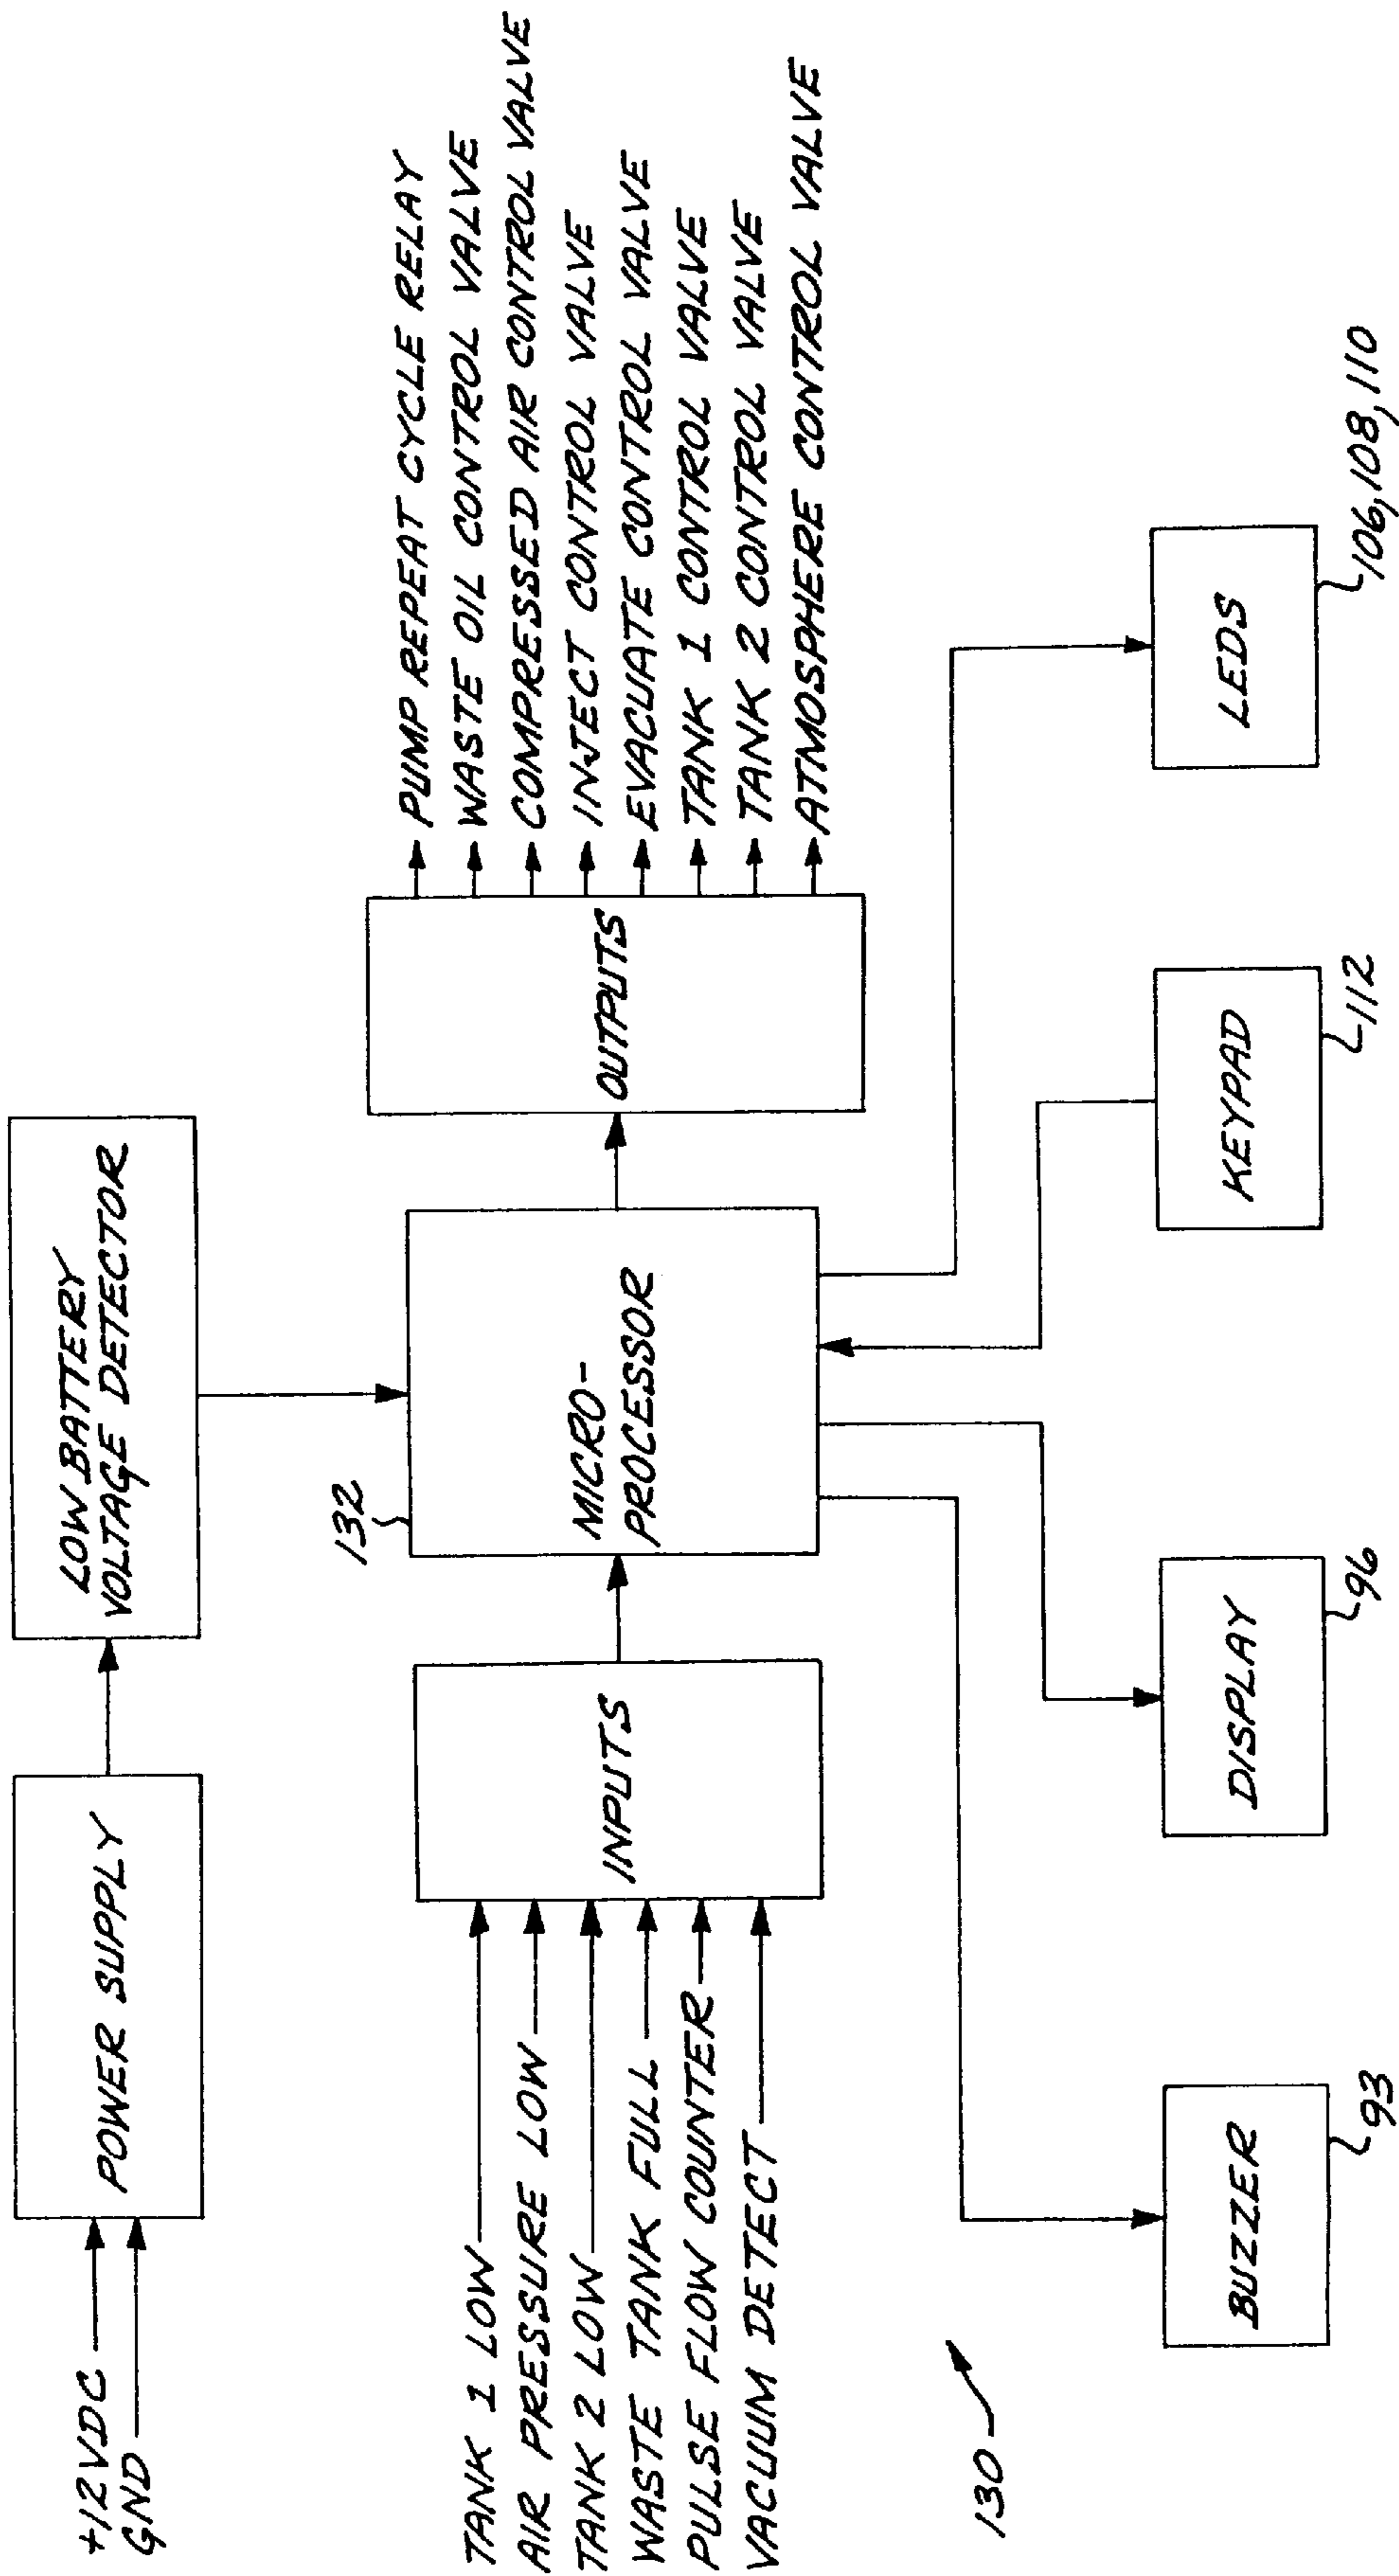 +12VDC
GND
POWER SUPPLY
LOW BATTERY
VOLTAGE DETECTOR
TANK 1 LOW
AIR PRESSURE LOW
TANK 2 LOW
WASTE TANK FULL
PULSE FLOW COUNTER
VACUUM DETECT
INPUTS
132
MICRO-
PROCESSOR
OUTPUTS
PUMP REPEAT CYCLE RELAY
WASTE OIL CONTROL VALVE
COMPRESSED AIR CONTROL VALVE
INJECT CONTROL VALVE
EVACUATE CONTROL VALVE
TANK 1 CONTROL VALVE
TANK 2 CONTROL VALVE
ATMOSPHERE CONTROL VALVE
130
BUZZER
93
DISPLAY
96
KEYPAD
112
LEDS
106, 108, 110